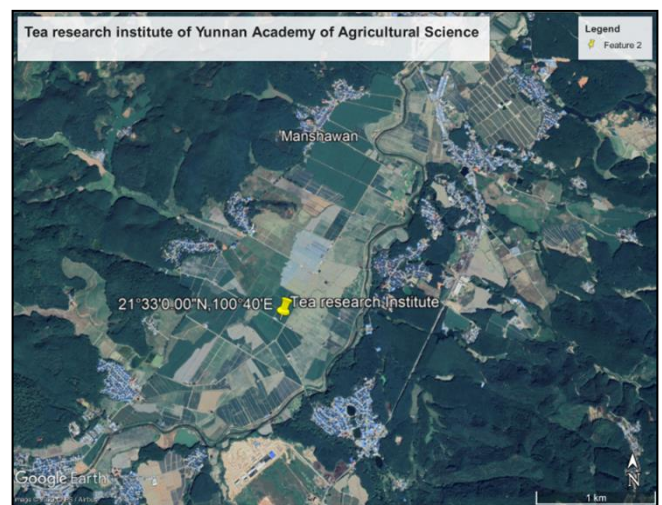 Tea research institute of Yunnan Academy of Agricultural Science
Legend
Feature 2
Manshawan
21°33'0.00"N,100°40'E Tea research institute
Google Earth
N
1 km